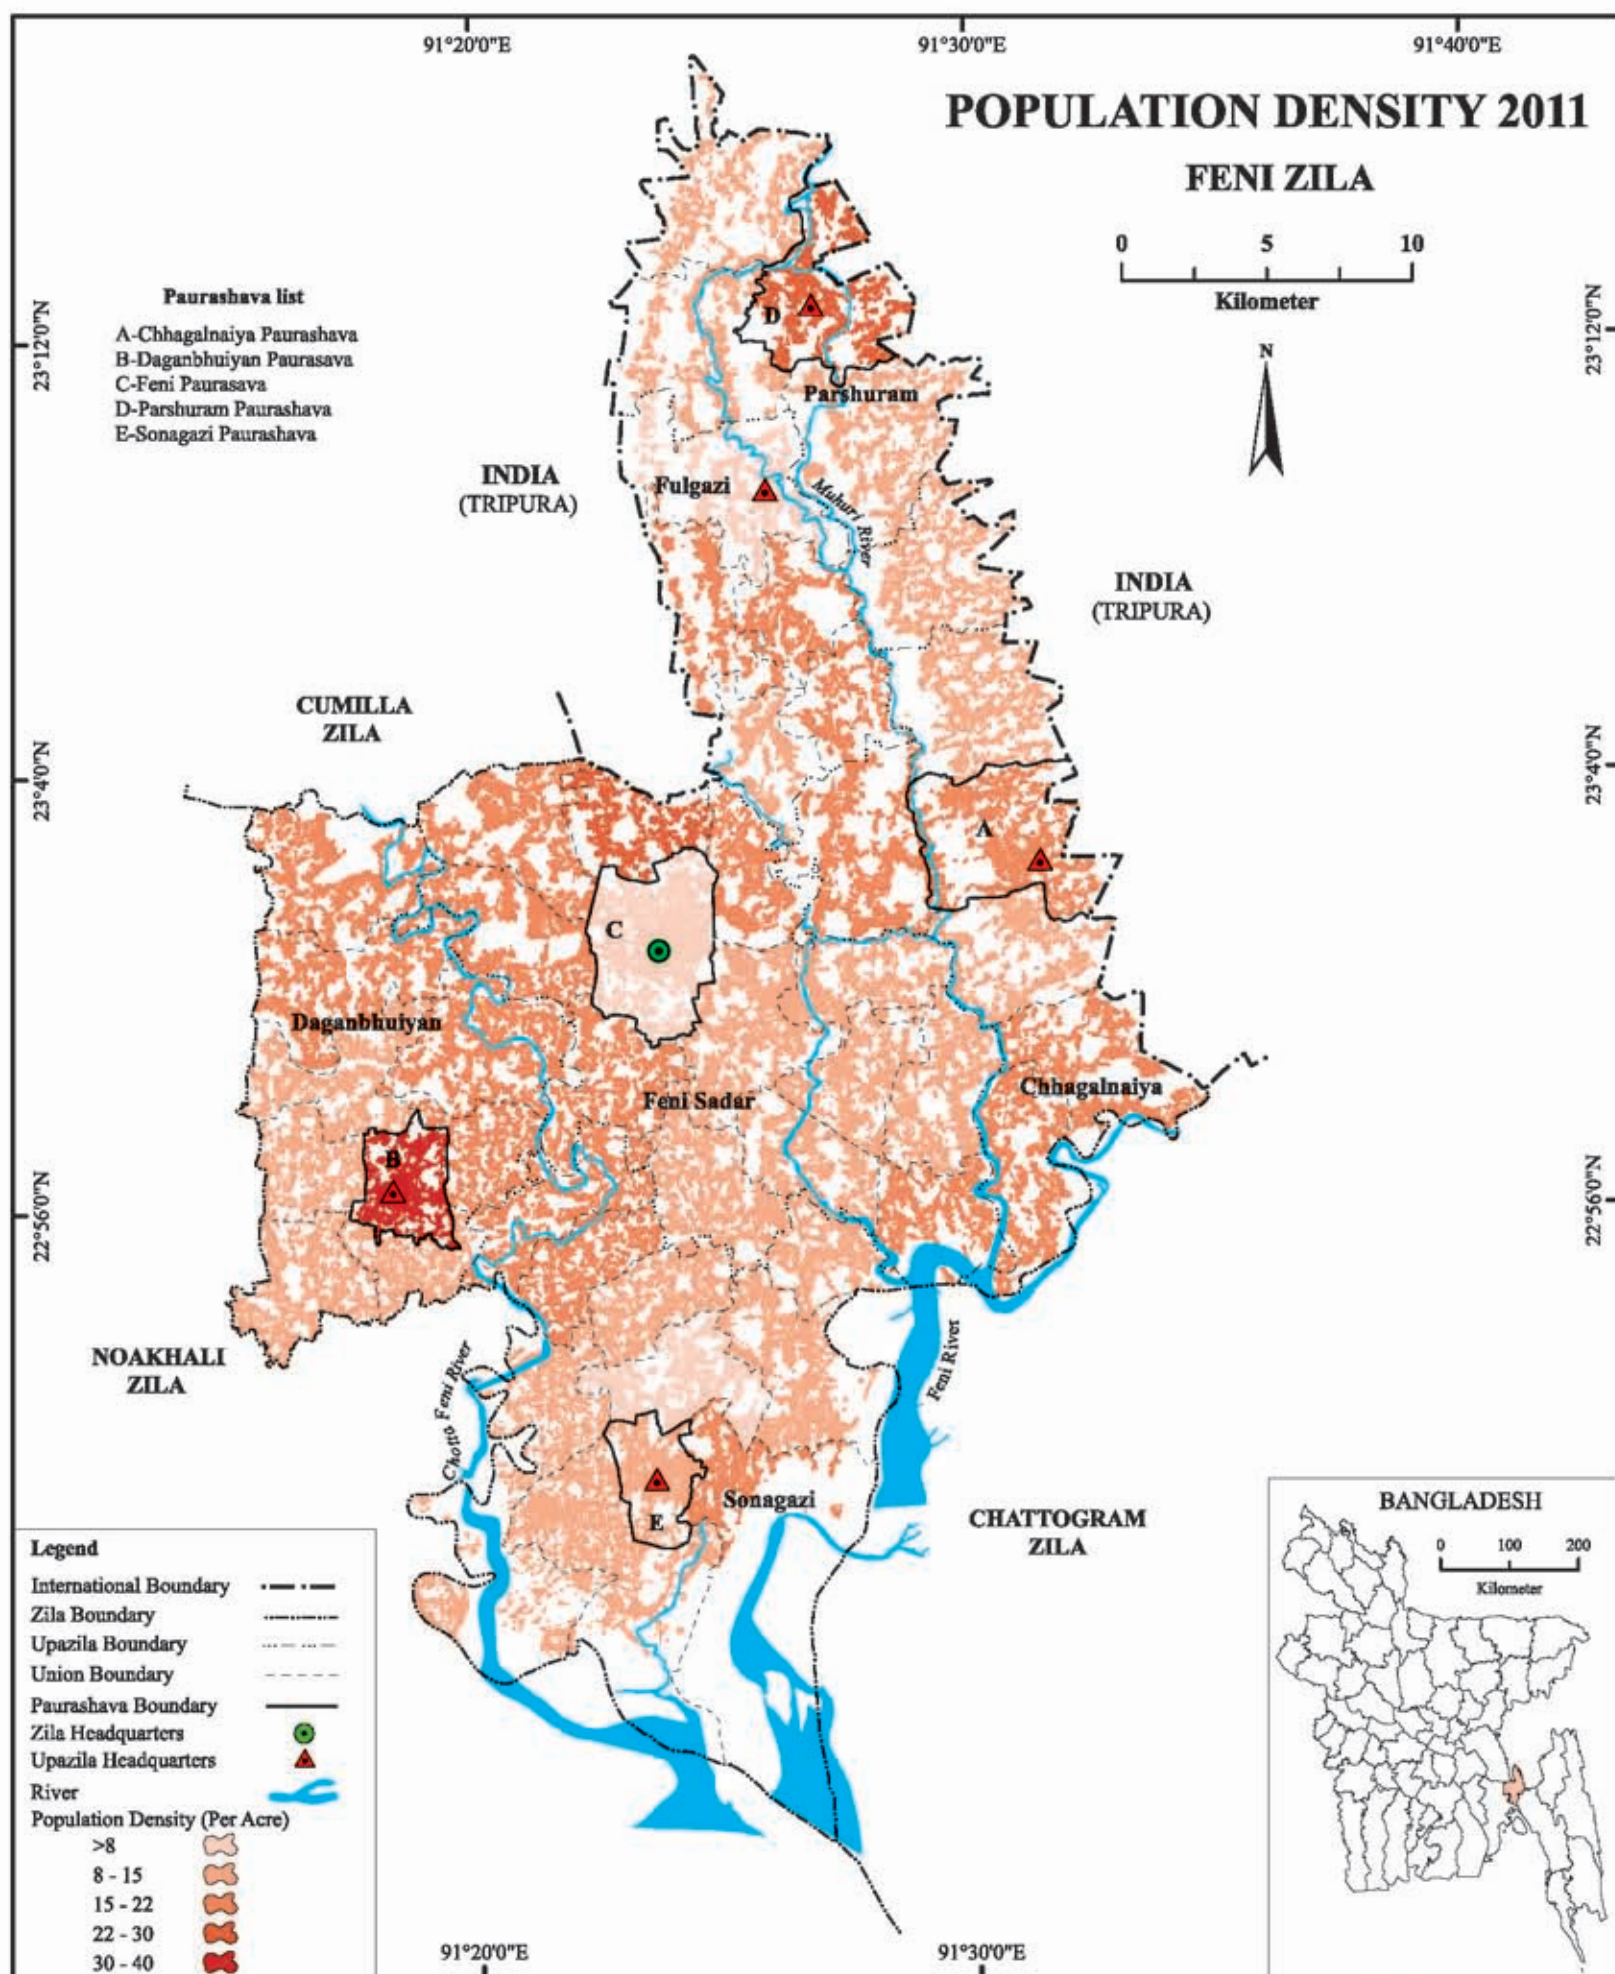 91°20'0"E
91°30'0"E
91°40'0"E
POPULATION DENSITY 2011
FENI ZILA
0 5 10
Kilometer
N
Paurashava list
A-Chhagalnaiya Paurashava
B-Daganbhuiyan Paurasava
C-Feni Paurasava
D-Parshuram Paurashava
E-Sonagazi Paurashava
23°12'0"N
23°12'0"N
D
Parshuram
INDIA
(TRIPURA)
Fulgazi
Muhuri River
INDIA
(TRIPURA)
CUMILLA
ZILA
23°4'0"N
23°4'0"N
A
C
Daganbhuiyan
Feni Sadar
Chhagalnaiya
B
22°56'0"N
22°56'0"N
NOAKHALI
ZILA
Chotto Feni River
Feni River
Sonagazi
E
CHATTOGRAM
ZILA
Legend
International Boundary
Zila Boundary
Upazila Boundary
Union Boundary
Paurashava Boundary
Zila Headquarters
Upazila Headquarters
River
Population Density (Per Acre)
>8
8 - 15
15 - 22
22 - 30
30 - 40
BANGLADESH
0 100 200
Kilometer
91°20'0"E
91°30'0"E